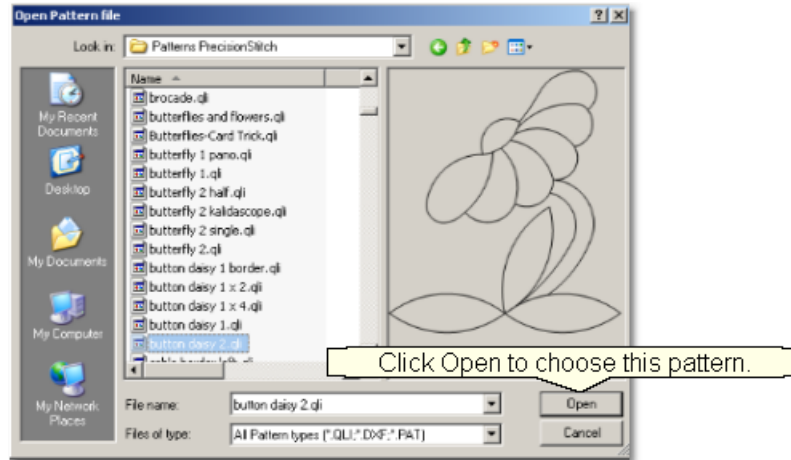 Open Pattern file
Look in:
Patterns PrecisionStitch
My Recent
Documents
Desktop
My Documents
My Computer
My Network
Places
Name
brocade.qli
butterflies and flowers.qli
Butterflies-Card Trick.qli
butterfly 1 pano.qli
butterfly 1.qli
butterfly 2 half.qli
butterfly 2 kalidascope.qli
butterfly 2 single.qli
butterfly 2.qli
button daisy 1 border.qli
button daisy 1 x 2.qli
button daisy 1 x 4.qli
button daisy 1.qli
button daisy 2.qli
Click Open to choose this pattern.
File name:
button daisy 2.qli
Open
Files of type:
All Pattern types (*.QLI;*.DXF;*.PAT)
Cancel